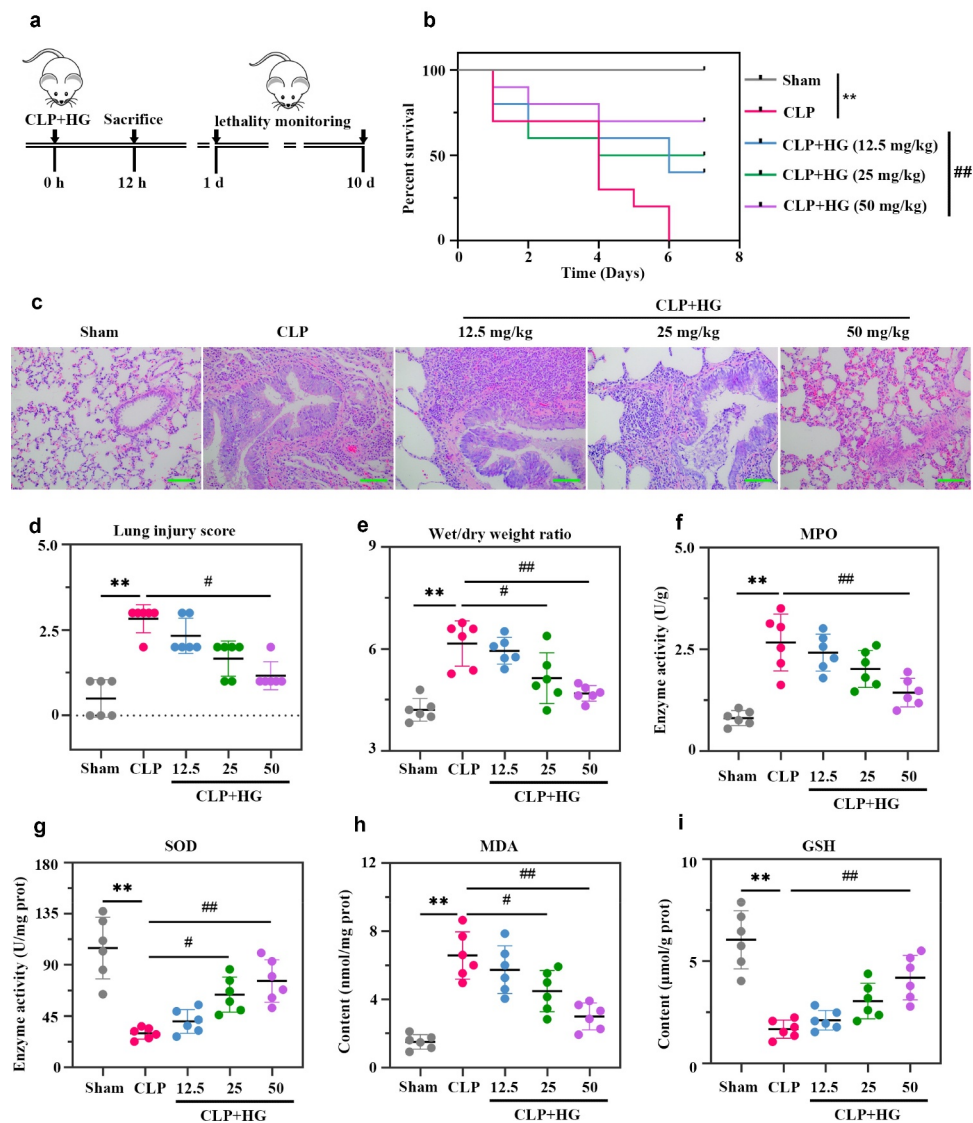 a
CLP+HG Sacrifice lethality monitoring
0 h 12 h 1 d 10 d
b
Percent survival
100
50
0
0 2 4 6 8
Time (Days)
Sham
CLP
**
CLP+HG (12.5 mg/kg)
CLP+HG (25 mg/kg)
CLP+HG (50 mg/kg)
##
c
CLP+HG
Sham CLP 12.5 mg/kg 25 mg/kg 50 mg/kg
d
Lung injury score
5.0
2.5
0
** #
Sham CLP 12.5 25 50
CLP+HG
e
Wet/dry weight ratio
9
6
3
** # ##
Sham CLP 12.5 25 50
CLP+HG
f
MPO
Enzyme activity (U/g)
5.0
2.5
0
** ##
Sham CLP 12.5 25 50
CLP+HG
g
SOD
Enzyme activity (U/mg prot)
180
135
90
45
0
** ## #
Sham CLP 12.5 25 50
CLP+HG
h
MDA
Content (nmol/mg prot)
12
8
4
0
** ## #
Sham CLP 12.5 25 50
CLP+HG
i
GSH
Content (μmol/g prot)
10
5
0
** ##
Sham CLP 12.5 25 50
CLP+HG